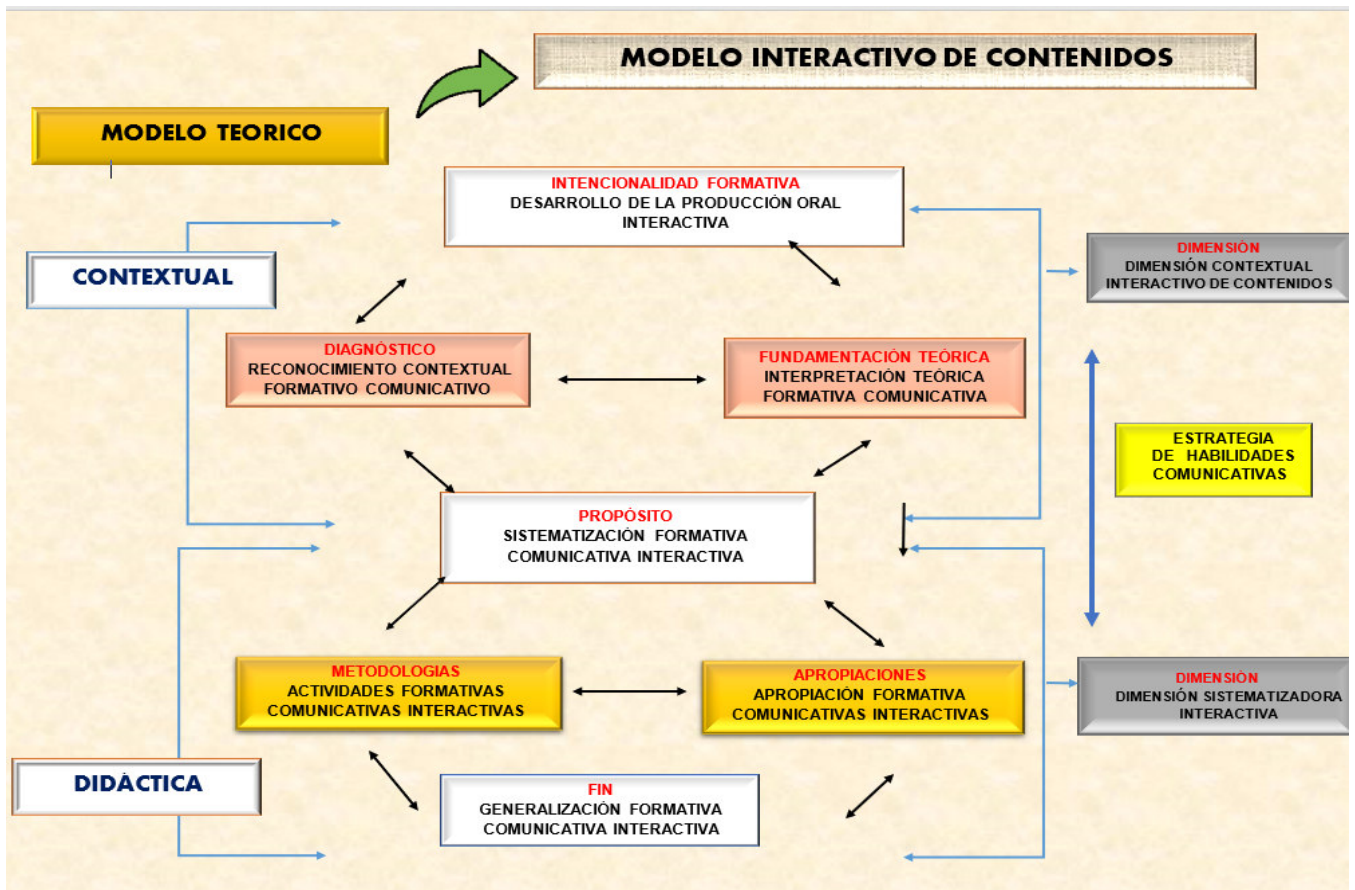 MODELO INTERACTIVO DE CONTENIDOS
MODELO TEORICO
INTENCIONALIDAD FORMATIVA
DESARROLLO DE LA PRODUCCIÓN ORAL
INTERACTIVA
CONTEXTUAL
DIMENSIÓN
DIMENSIÓN CONTEXTUAL
INTERACTIVO DE CONTENIDOS
DIAGNÓSTICO
RECONOCIMIENTO CONTEXTUAL
FORMATIVO COMUNICATIVO
FUNDAMENTACIÓN TEÓRICA
INTERPRETACIÓN TEÓRICA
FORMATIVA COMUNICATIVA
ESTRATEGIA
DE HABILIDADES
COMUNICATIVAS
PROPÓSITO
SISTEMATIZACIÓN FORMATIVA
COMUNICATIVA INTERACTIVA
METODOLOGIAS
ACTIVIDADES FORMATIVAS
COMUNICATIVAS INTERACTIVAS
APROPIACIONES
APROPIACIÓN FORMATIVA
COMUNICATIVAS INTERACTIVAS
DIMENSIÓN
DIMENSIÓN SISTEMATIZADORA
INTERACTIVA
DIDÁCTICA
FIN
GENERALIZACIÓN FORMATIVA
COMUNICATIVA INTERACTIVA